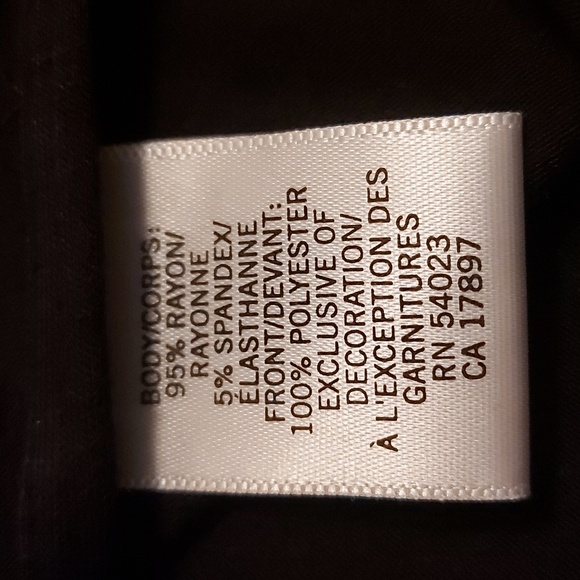 BODY/CORPS:
95% RAYON/
RAYONNE
5% SPANDEX/
ÉLASTHANNE
FRONT/DEVANT:
100% POLYESTER
EXCLUSIVE OF
DECORATION/
À L'EXCEPTION DES
GARNITURES
RN 54023
CA 17897